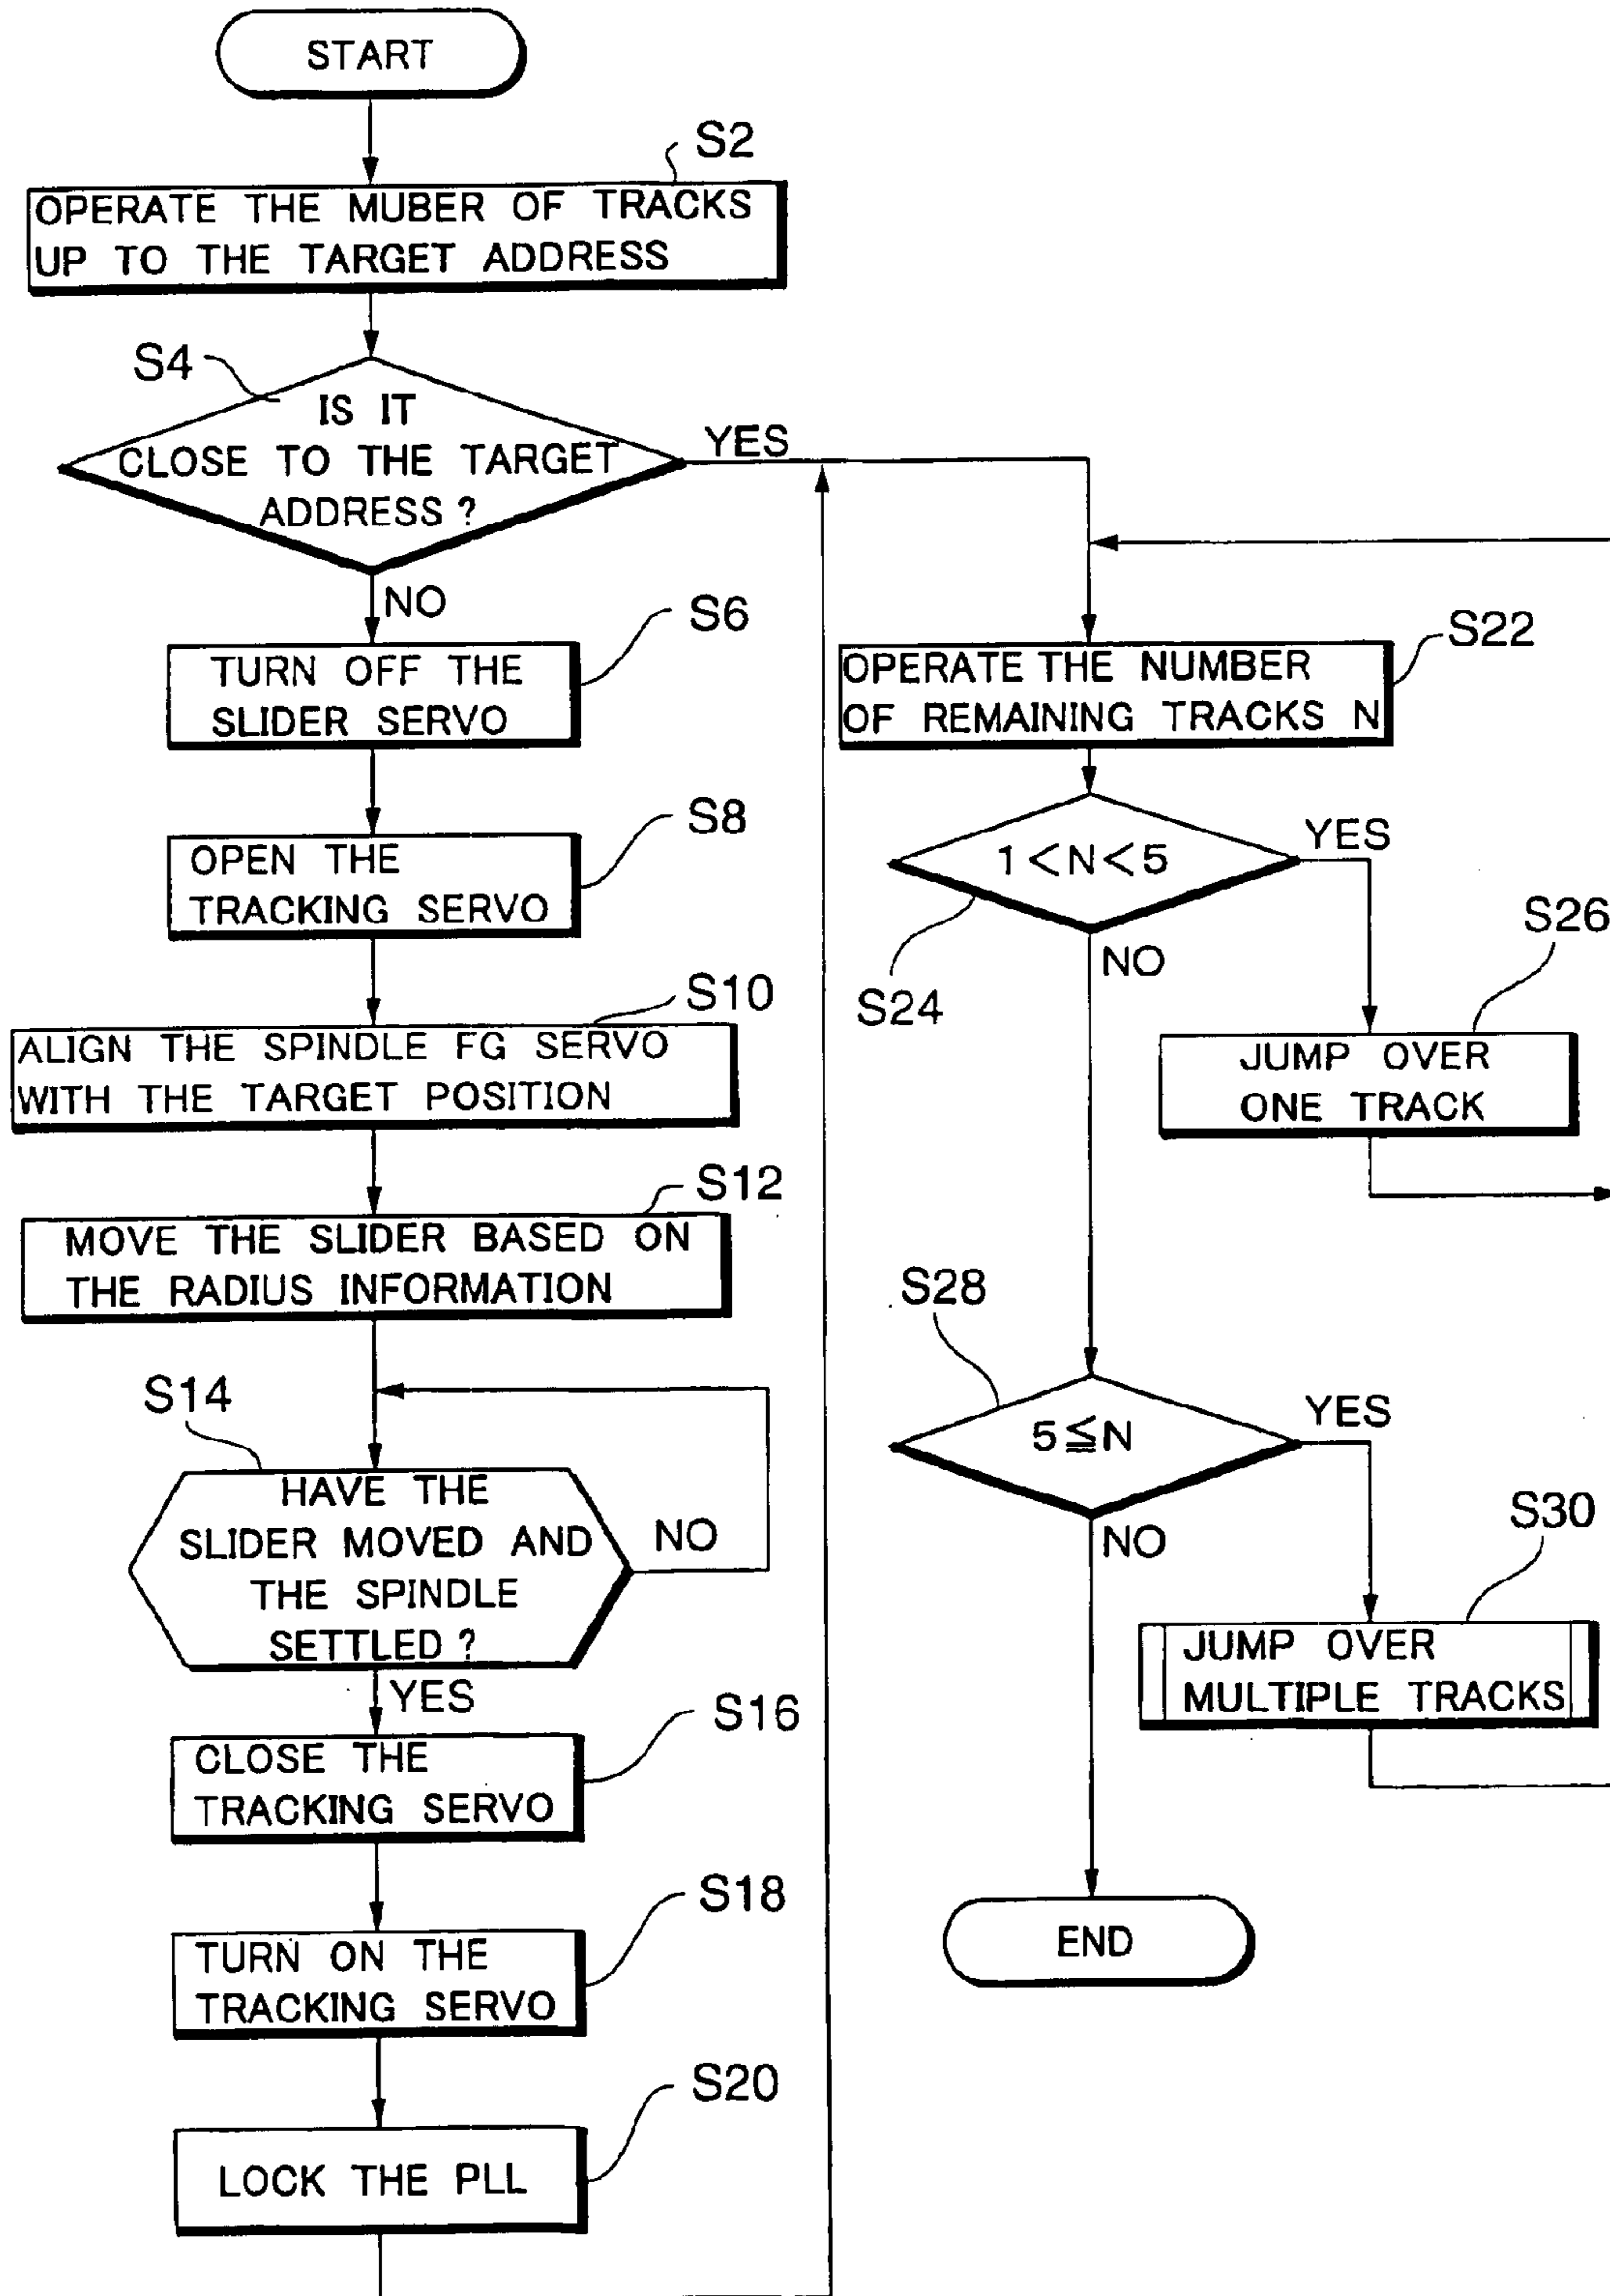 START
S2
OPERATE THE MUBER OF TRACKS
UP TO THE TARGET ADDRESS
S4
IS IT
CLOSE TO THE TARGET
ADDRESS ?
YES
NO
S6
TURN OFF THE
SLIDER SERVO
S8
OPEN THE
TRACKING SERVO
S10
ALIGN THE SPINDLE FG SERVO
WITH THE TARGET POSITION
S12
MOVE THE SLIDER BASED ON
THE RADIUS INFORMATION
S14
HAVE THE
SLIDER MOVED AND
THE SPINDLE
SETTLED ?
NO
YES
S16
CLOSE THE
TRACKING SERVO
S18
TURN ON THE
TRACKING SERVO
S20
LOCK THE PLL
S22
OPERATE THE NUMBER
OF REMAINING TRACKS N
1<N<5
YES
S24
NO
S26
JUMP OVER
ONE TRACK
S28
5≦N
YES
NO
S30
JUMP OVER
MULTIPLE TRACKS
END